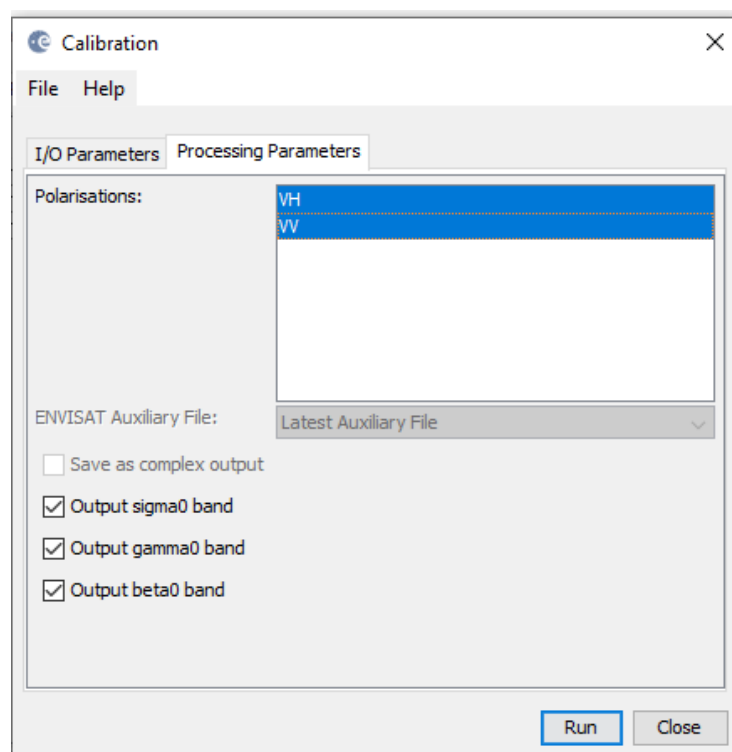 Calibration
File Help
I/O Parameters Processing Parameters
Polarisations:
VH
VV
ENVISAT Auxiliary File:
Latest Auxiliary File
Save as complex output
Output sigma0 band
Output gamma0 band
Output beta0 band
Run Close